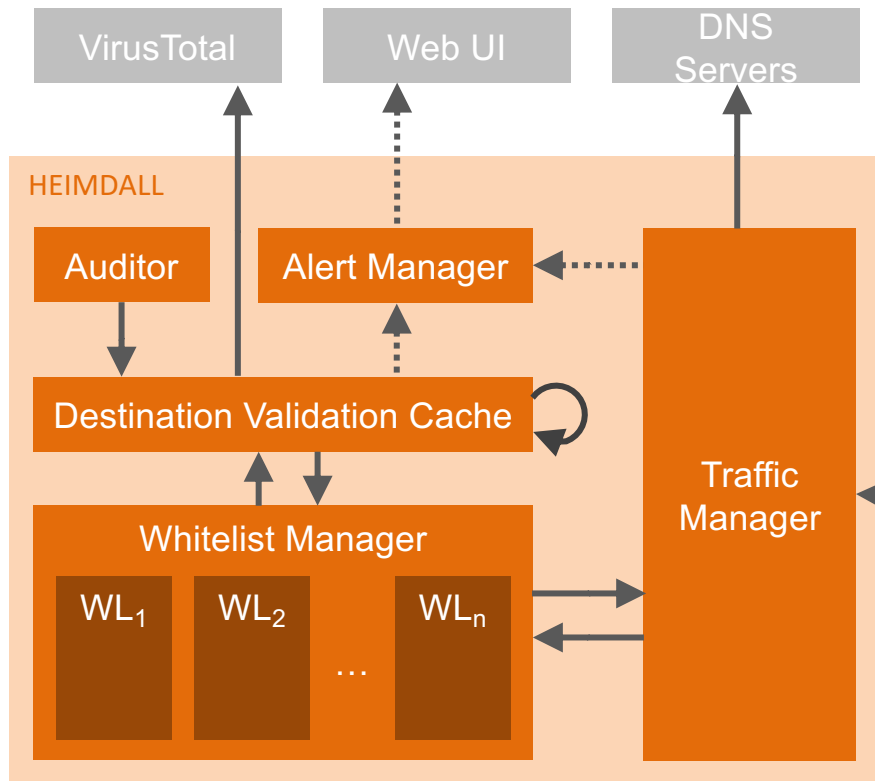 VirusTotal
Web UI
DNS
Servers
HEIMDALL
Auditor
Alert Manager
Destination Validation Cache
Traffic
Manager
Whitelist Manager
WL₁
WL₂
...
WLₙ